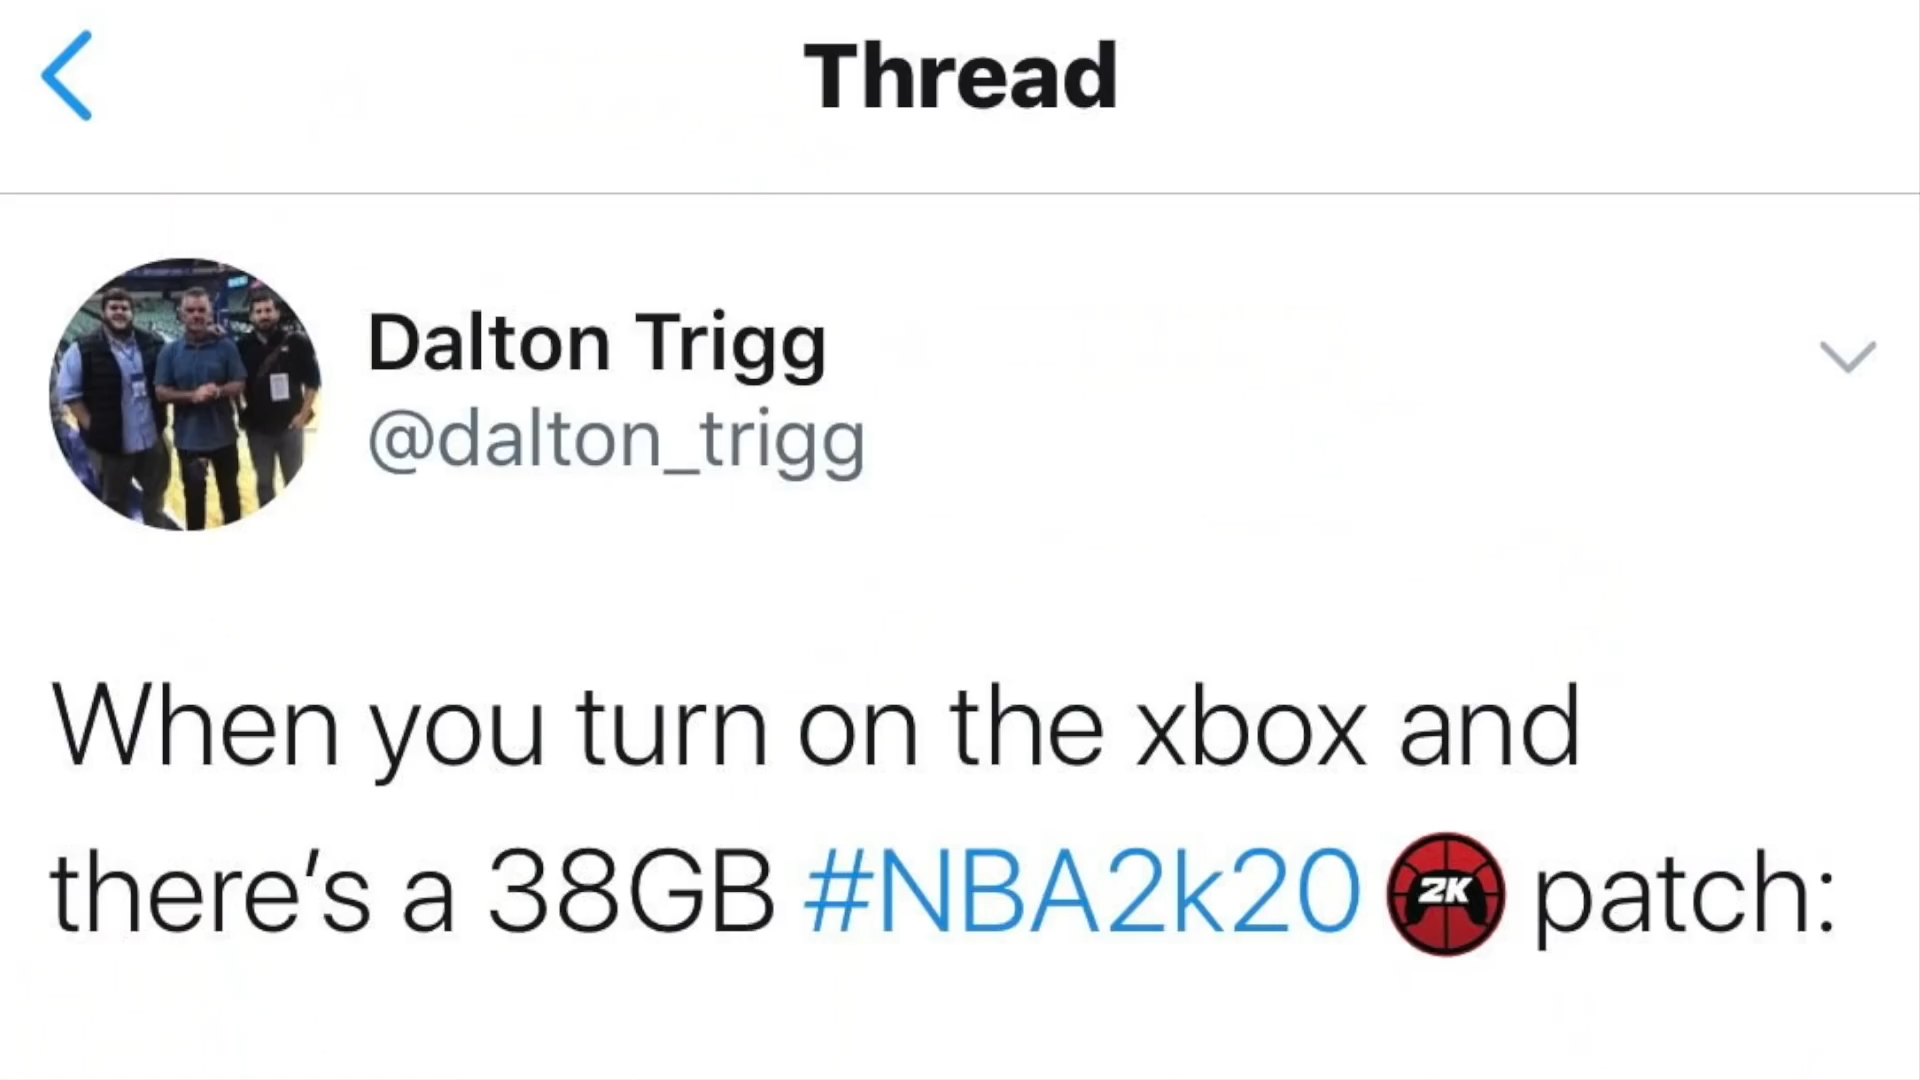 Thread
Dalton Trigg
@dalton_trigg
When you turn on the xbox and
there’s a 38GB #NBA2k20 2K patch: